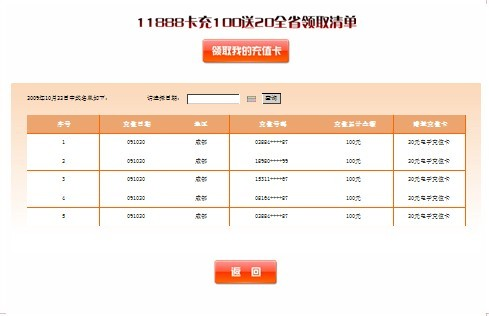 11888卡充100送20全省领取清单
领取我的充值卡
2009年10月22日中奖名单如下： 请选择日期： 查询
序号 充值日期 地区 充值号码 充值累计金额 赠送充值卡
1 091020 成都 02884****87 100元 20元电子充值卡
2 091020 成都 18980****99 100元 20元电子充值卡
3 091020 成都 15311****67 100元 20元电子充值卡
4 091020 成都 08164****87 100元 20元电子充值卡
5 091020 成都 02884****87 100元 20元电子充值卡
返 回